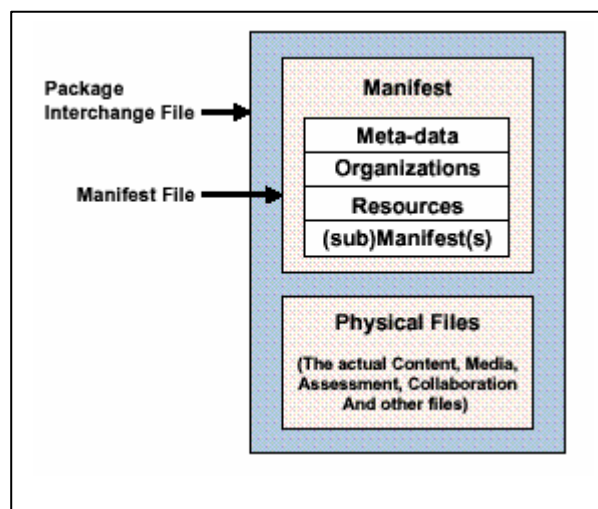 Package
Interchange File
Manifest File
Manifest
Meta-data
Organizations
Resources
(sub)Manifest(s)
Physical Files
(The actual Content, Media,
Assessment, Collaboration
And other files)